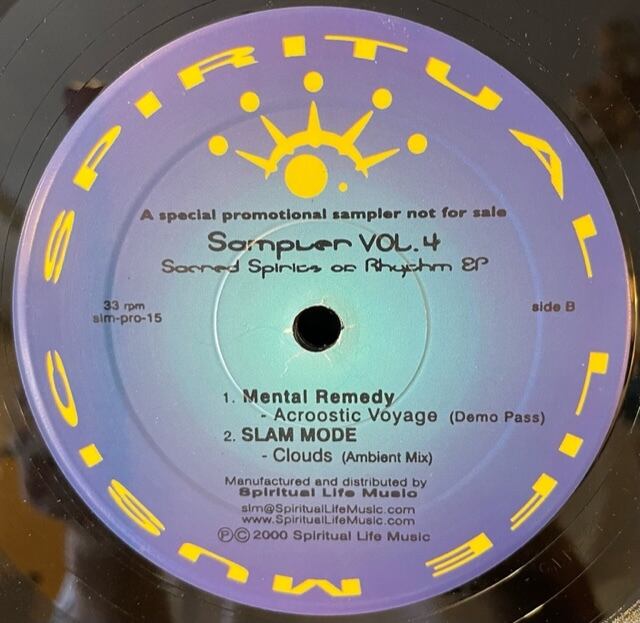 SPIRITUAL LIFE MUSIC
A special promotional sampler not for sale
Sampler VOL.4
Sacred Spirits of Rhythm EP
33 rpm
slm-pro-15
side B
1. Mental Remedy
- Acroostic Voyage (Demo Pass)
2. SLAM MODE
- Clouds (Ambient Mix)
Manufactured and distributed by
Spiritual Life Music
slm@SpiritualLifeMusic.com
www.SpiritualLifeMusic.com
ⓅⒸ 2000 Spiritual Life Music